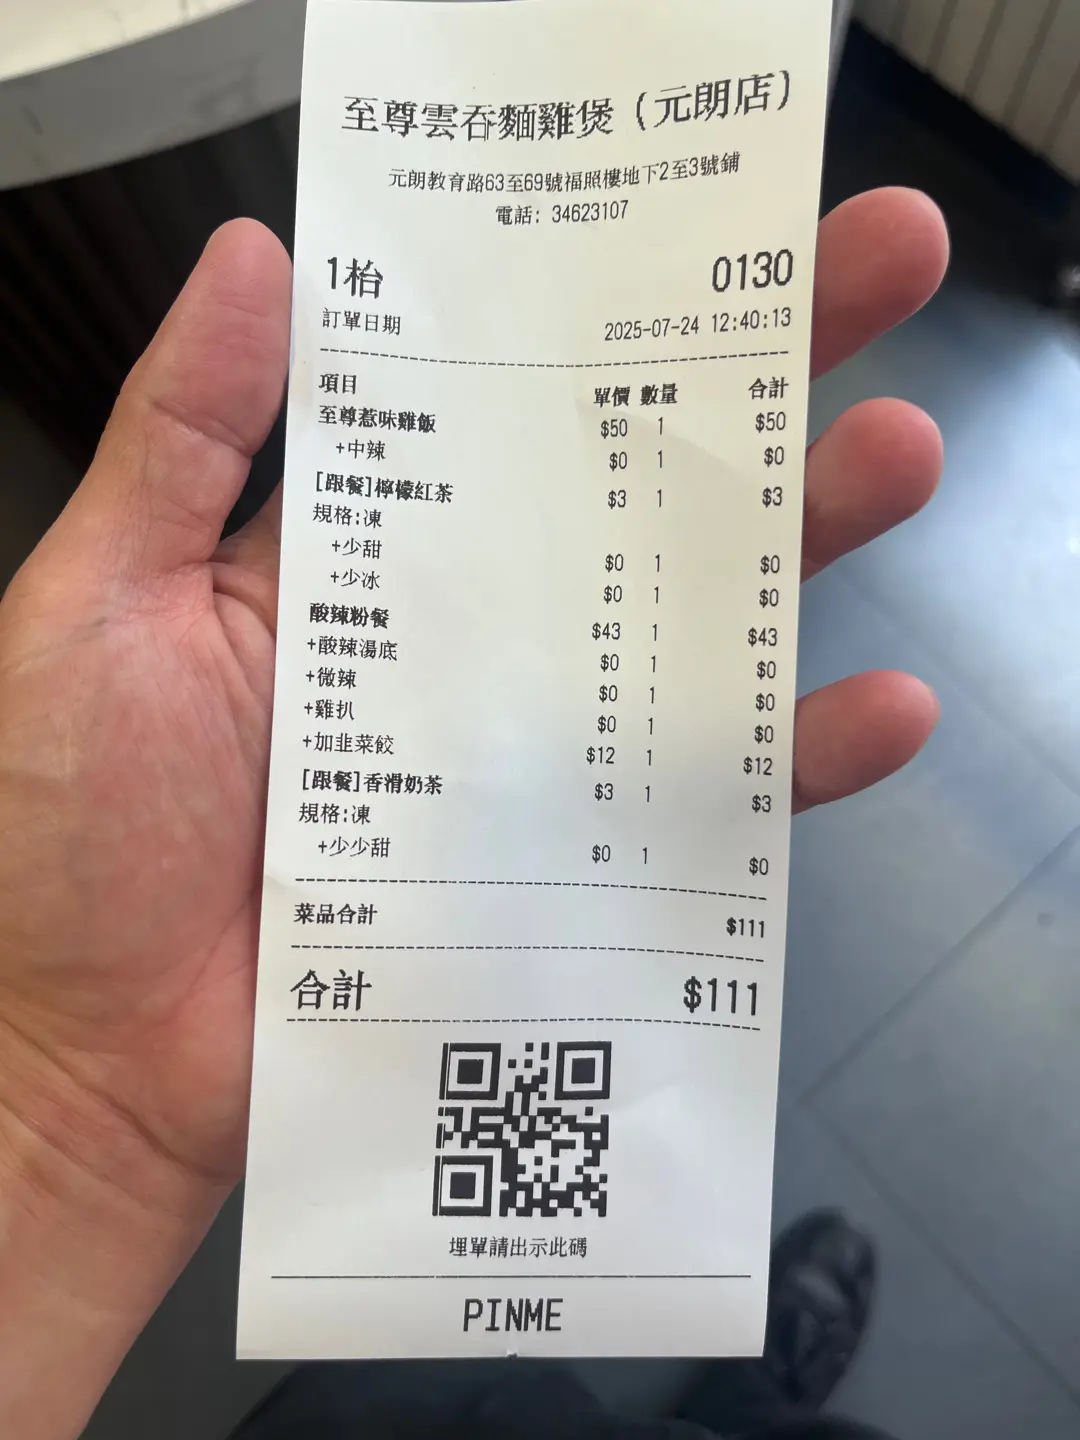 至尊雲吞麵雞煲（元朗店）
元朗教育路63至69號福照樓地下2至3號鋪
電話: 34623107
1枱 0130
訂單日期 2025-07-24 12:40:13
項目 單價 數量 合計
至尊惹味雞飯 $50 1 $50
+中辣 $0 1 $0
[跟餐]檸檬紅茶 $3 1 $3
規格:凍
+少甜 $0 1 $0
+少冰 $0 1 $0
酸辣粉餐 $43 1 $43
+酸辣湯底 $0 1 $0
+微辣 $0 1 $0
+雞扒 $0 1 $0
+加韭菜餃 $12 1 $12
[跟餐]香滑奶茶 $3 1 $3
規格:凍
+少少甜 $0 1 $0
菜品合計 $111
合計 $111
埋單請出示此碼
PINME